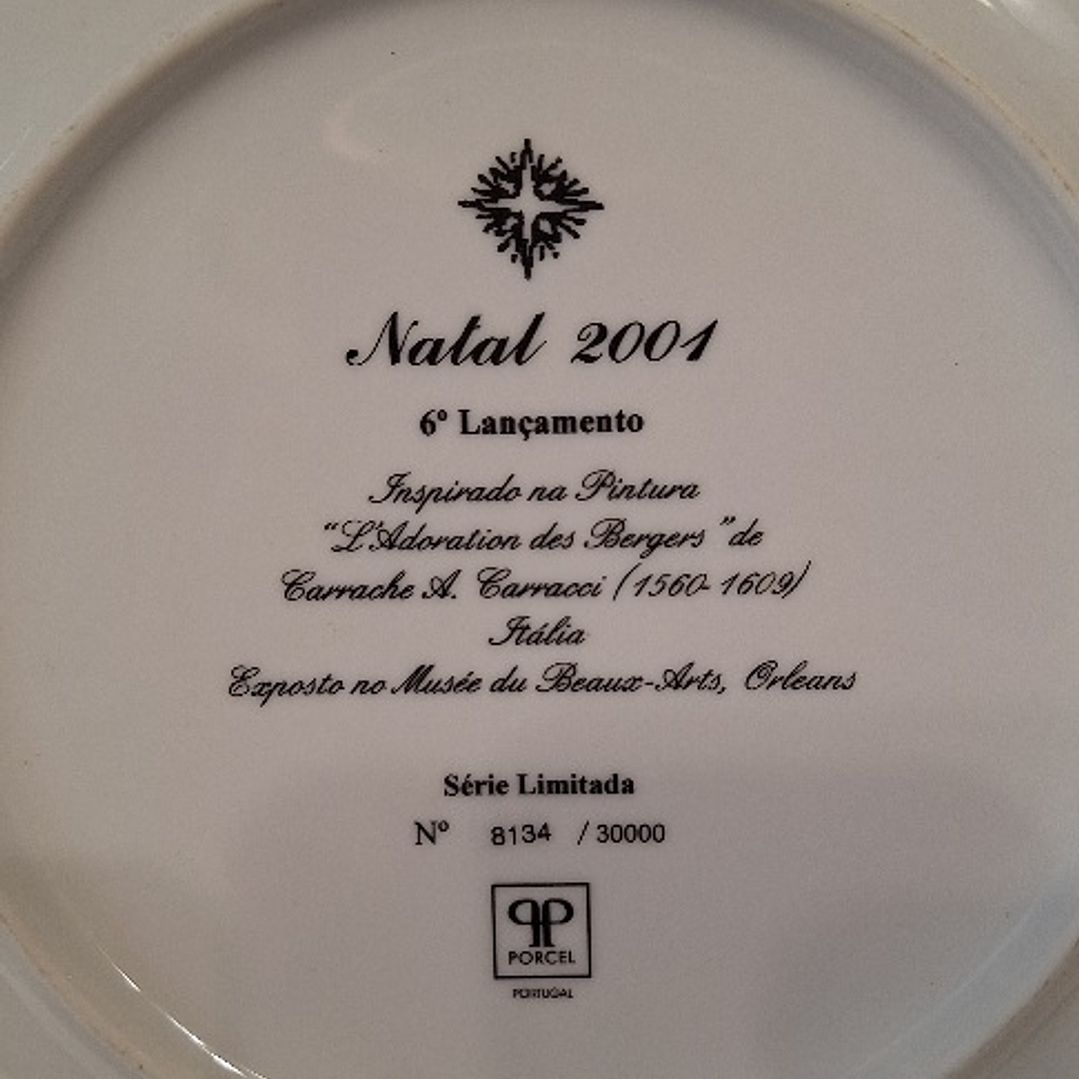 Natal 2001
6º Lançamento
Inspirado na Pintura
“L'Adoration des Bergers ” de
Carrache A. Carracci (1560-1609)
Itália
Exposto no Musée du Beaux-Arts, Orleans
Série Limitada
Nº 8134 / 30000
PP
PORCEL
PORTUGAL